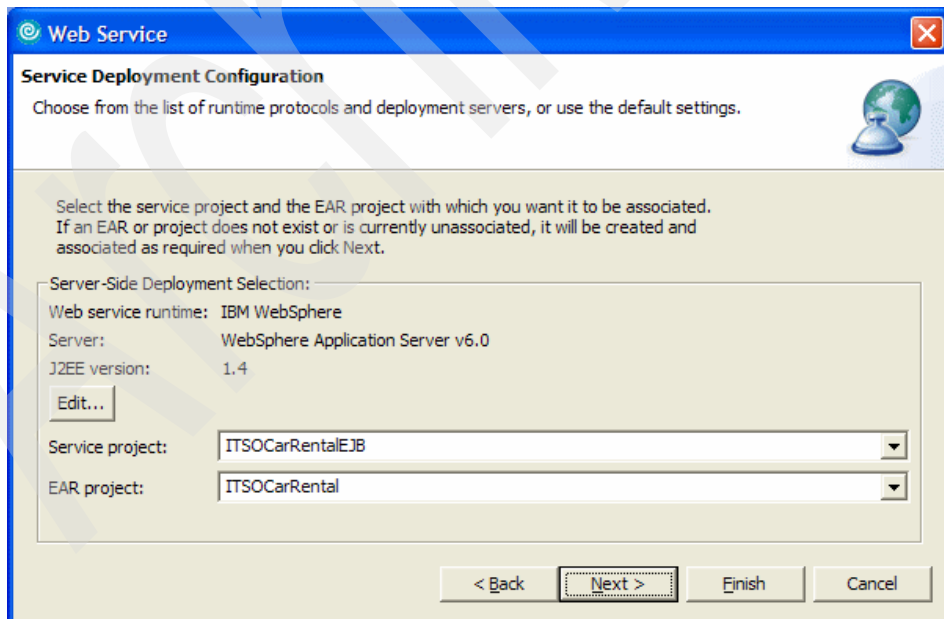 Web Service
Service Deployment Configuration
Choose from the list of runtime protocols and deployment servers, or use the default settings.
Select the service project and the EAR project with which you want it to be associated.
If an EAR or project does not exist or is currently unassociated, it will be created and
associated as required when you click Next.
Server-Side Deployment Selection:
Web service runtime: IBM WebSphere
Server: WebSphere Application Server v6.0
J2EE version: 1.4
Edit...
Service project: ITSOCarRentalEJB
EAR project: ITSOCarRental
< Back Next > Finish Cancel